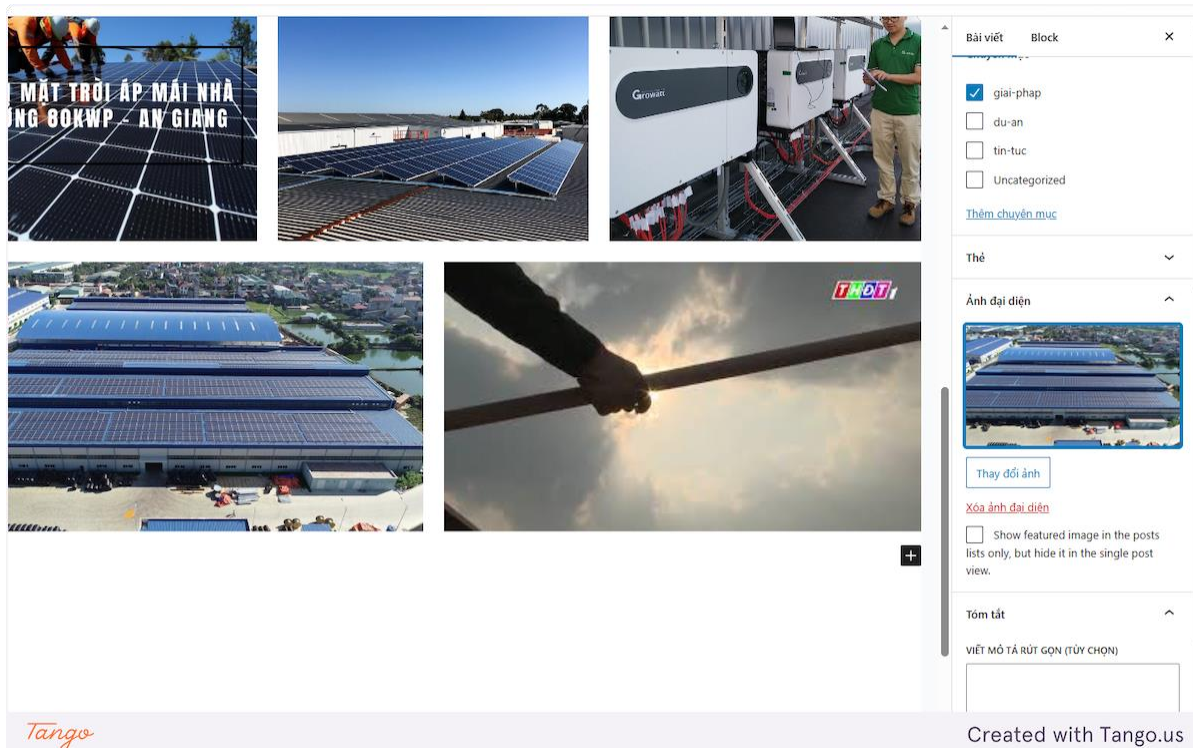 MẶT TRỜI ÁP MÁI NHÀ
80KWP - AN GIANG
Growatt
THĐT
Bài viết
Block
giai-phap
du-an
tin-tuc
Uncategorized
Thêm chuyên mục
Thẻ
Ảnh đại diện
Thay đổi ảnh
Xóa ảnh đại diện
Show featured image in the posts
lists only, but hide it in the single post
view.
Tóm tắt
VIẾT MÔ TẢ RÚT GỌN (TÙY CHỌN)
Tango
Created with Tango.us